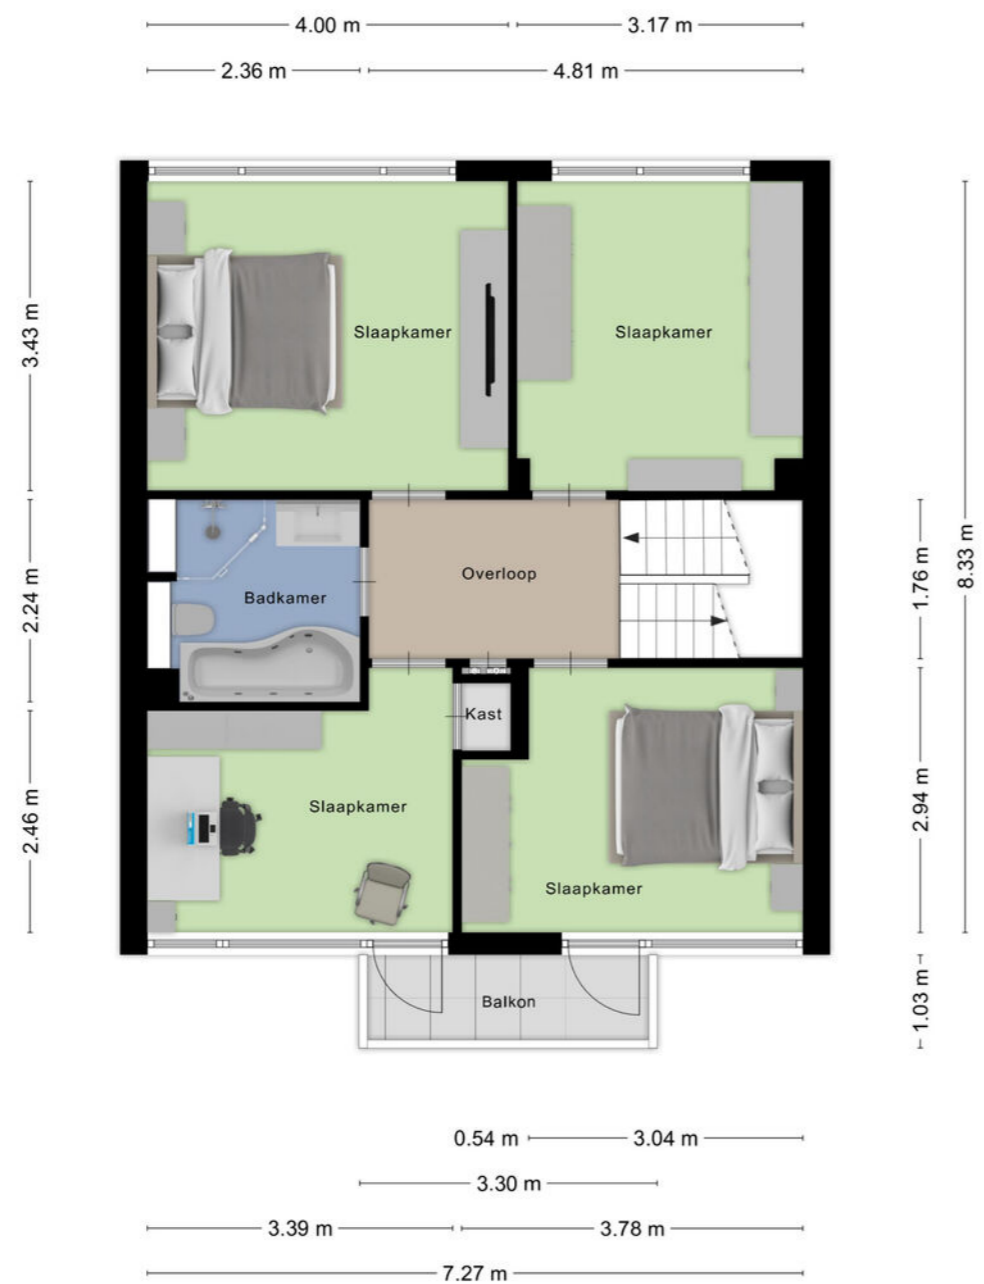 4.00 m
3.17 m
2.36 m
4.81 m
3.43 m
Slaapkamer
Slaapkamer
8.33 m
1.76 m
2.24 m
Overloop
Badkamer
Kast
2.94 m
2.46 m
Slaapkamer
Slaapkamer
1.03 m
Balkon
0.54 m
3.04 m
3.30 m
3.39 m
3.78 m
7.27 m